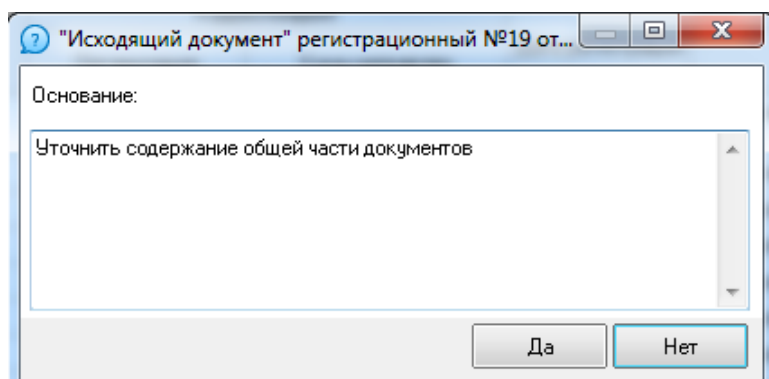 "Исходящий документ" регистрационный №19 от...
Основание:
Уточнить содержание общей части документов
Да
Нет